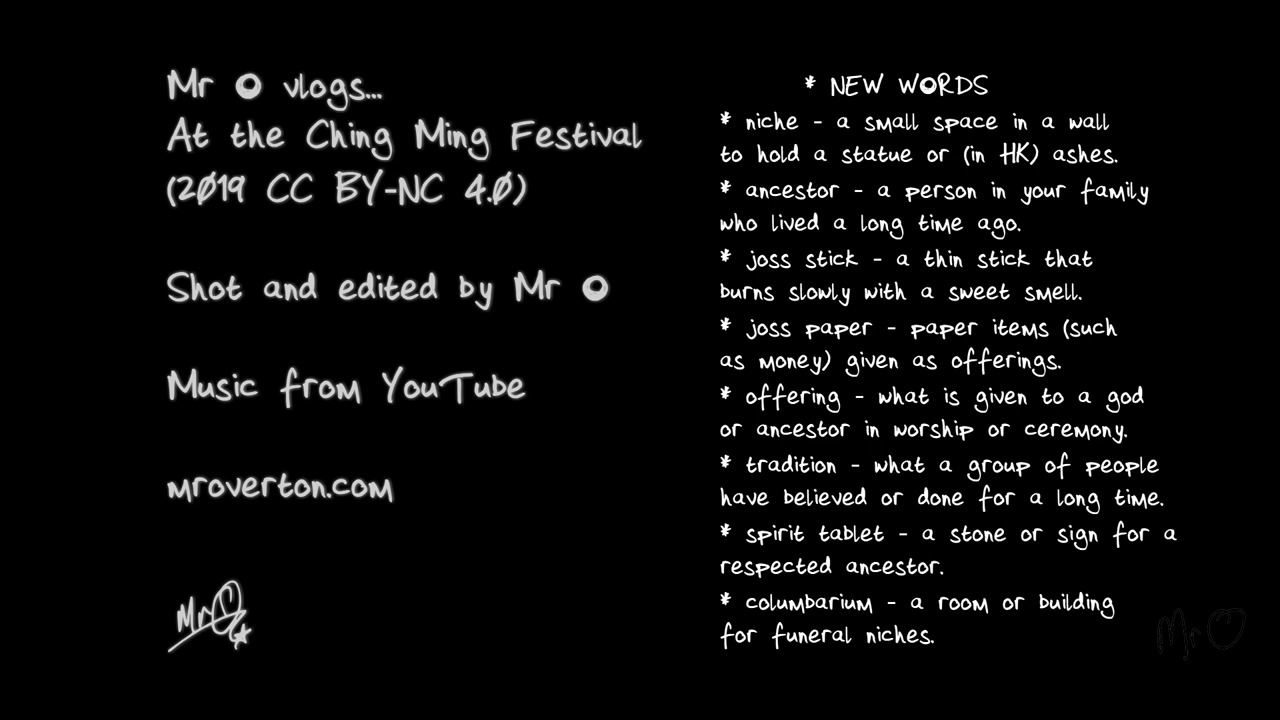 Mr O vlogs...
At the Ching Ming Festival
(2019 CC BY-NC 4.0)
Shot and edited by Mr O
Music from YouTube
mroverton.com
Mr O
* NEW WORDS
* niche - a small space in a wall
to hold a statue or (in HK) ashes.
* ancestor - a person in your family
who lived a long time ago.
* joss stick - a thin stick that
burns slowly with a sweet smell.
* joss paper - paper items (such
as money) given as offerings.
* offering - what is given to a god
or ancestor in worship or ceremony.
* tradition - what a group of people
have believed or done for a long time.
* spirit tablet - a stone or sign for a
respected ancestor.
* columbarium - a room or building
for funeral niches.
Mr O